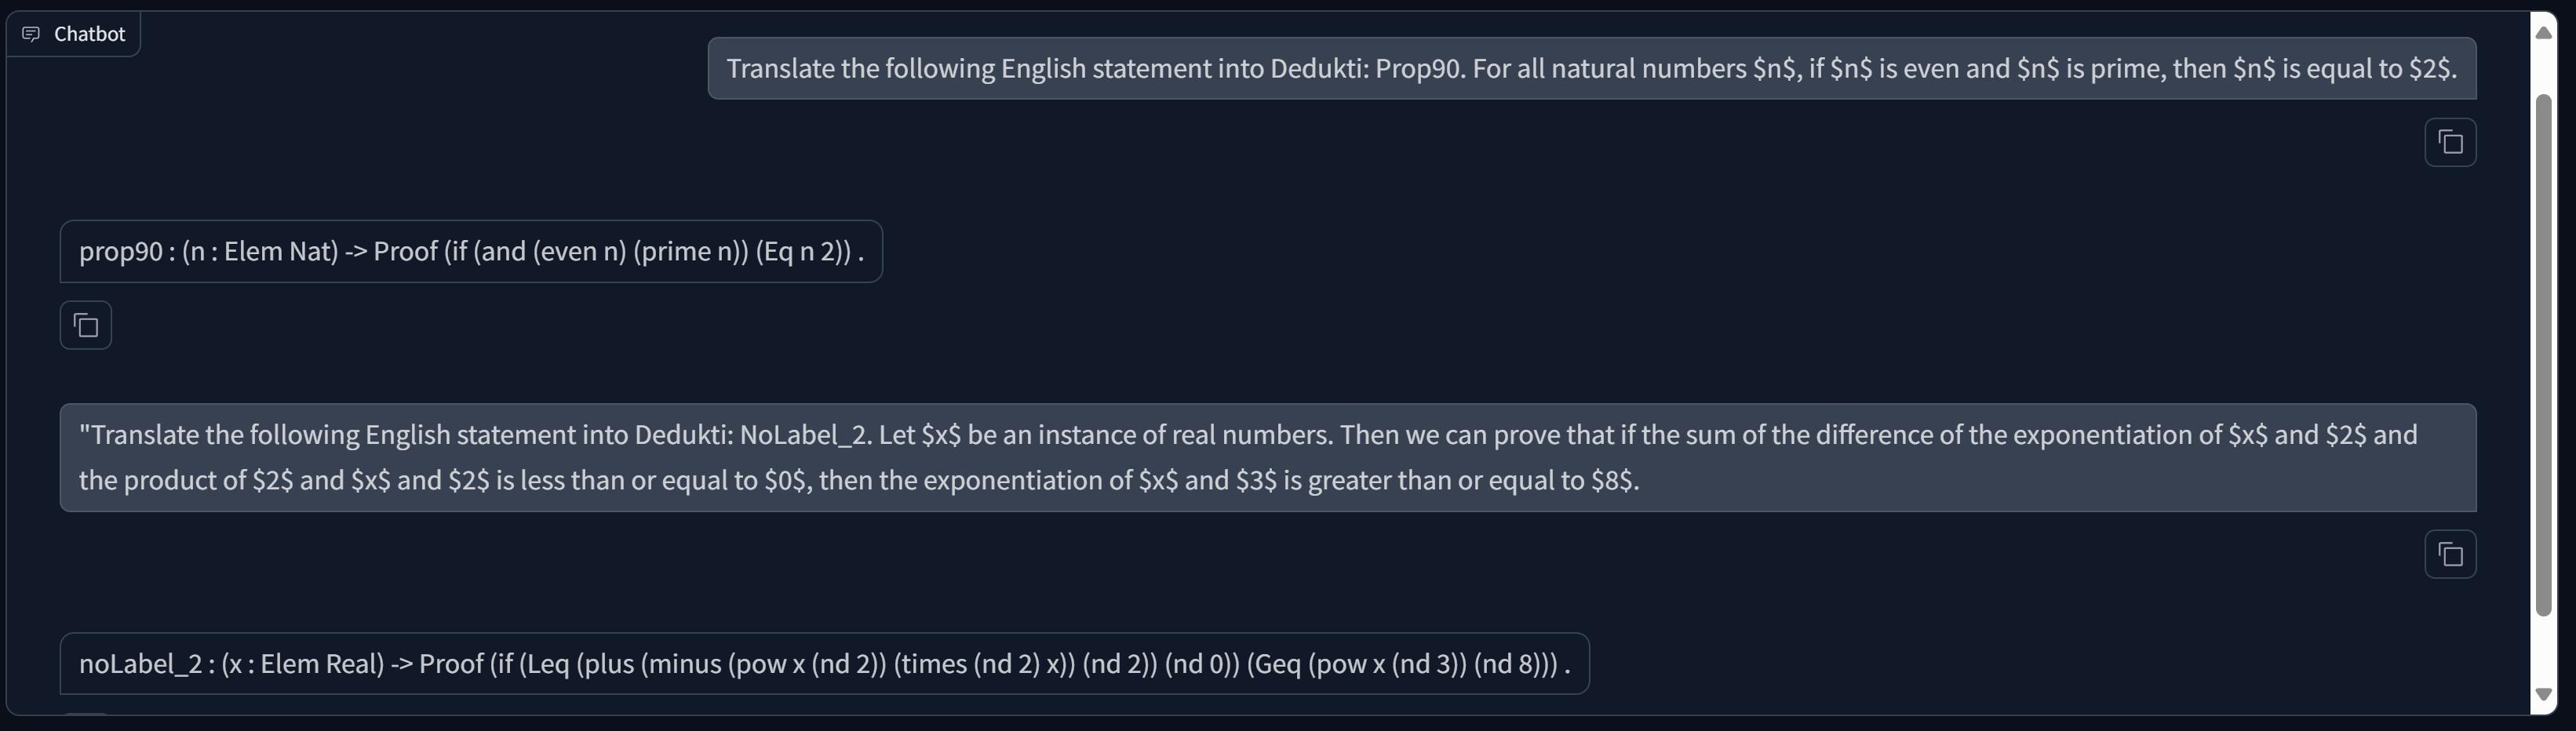 Chatbot
Translate the following English statement into Dedukti: Prop90. For all natural numbers $n$, if $n$ is even and $n$ is prime, then $n$ is equal to $2$.
prop90 : (n : Elem Nat) -> Proof (if (and (even n) (prime n)) (Eq n 2)) .
"Translate the following English statement into Dedukti: NoLabel_2. Let $x$ be an instance of real numbers. Then we can prove that if the sum of the difference of the exponentiation of $x$ and $2$ and
the product of $2$ and $x$ and $2$ is less than or equal to $0$, then the exponentiation of $x$ and $3$ is greater than or equal to $8$.
noLabel_2 : (x : Elem Real) -> Proof (if (Leq (plus (minus (pow x (nd 2)) (times (nd 2) x)) (nd 2)) (nd 0)) (Geq (pow x (nd 3)) (nd 8))) .